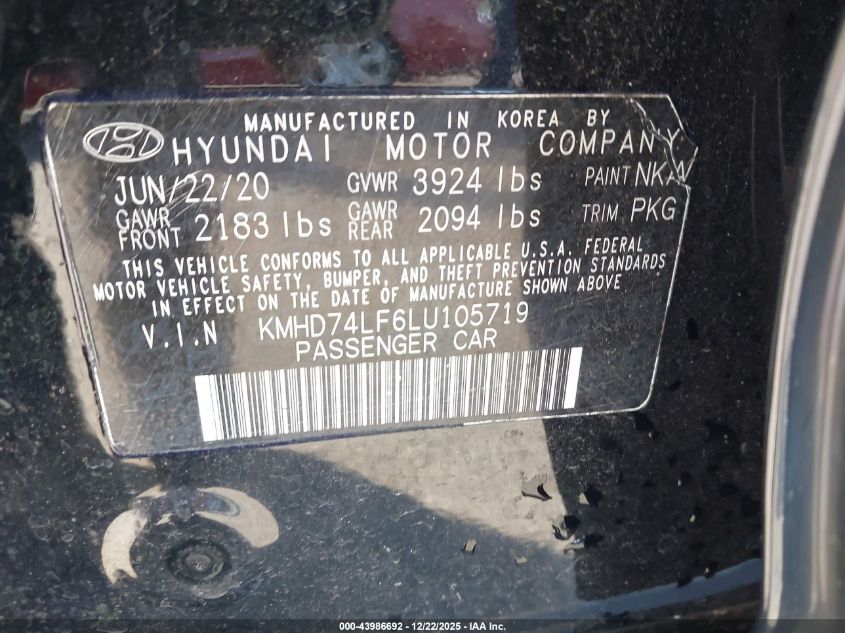 MANUFACTURED IN KOREA BY
HYUNDAI MOTOR COMPANY
JUN/22/20 GVWR 3924 lbs PAINT NKA
GAWR FRONT 2183 lbs GAWR REAR 2094 lbs TRIM PKG
THIS VEHICLE CONFORMS TO ALL APPLICABLE U.S.A. FEDERAL
MOTOR VEHICLE SAFETY, BUMPER, AND THEFT PREVENTION STANDARDS
IN EFFECT ON THE DATE OF MANUFACTURE SHOWN ABOVE
V.I.N KMHD74LF6LU105719
PASSENGER CAR
000-43986692 - 12/22/2025 - IAA Inc.